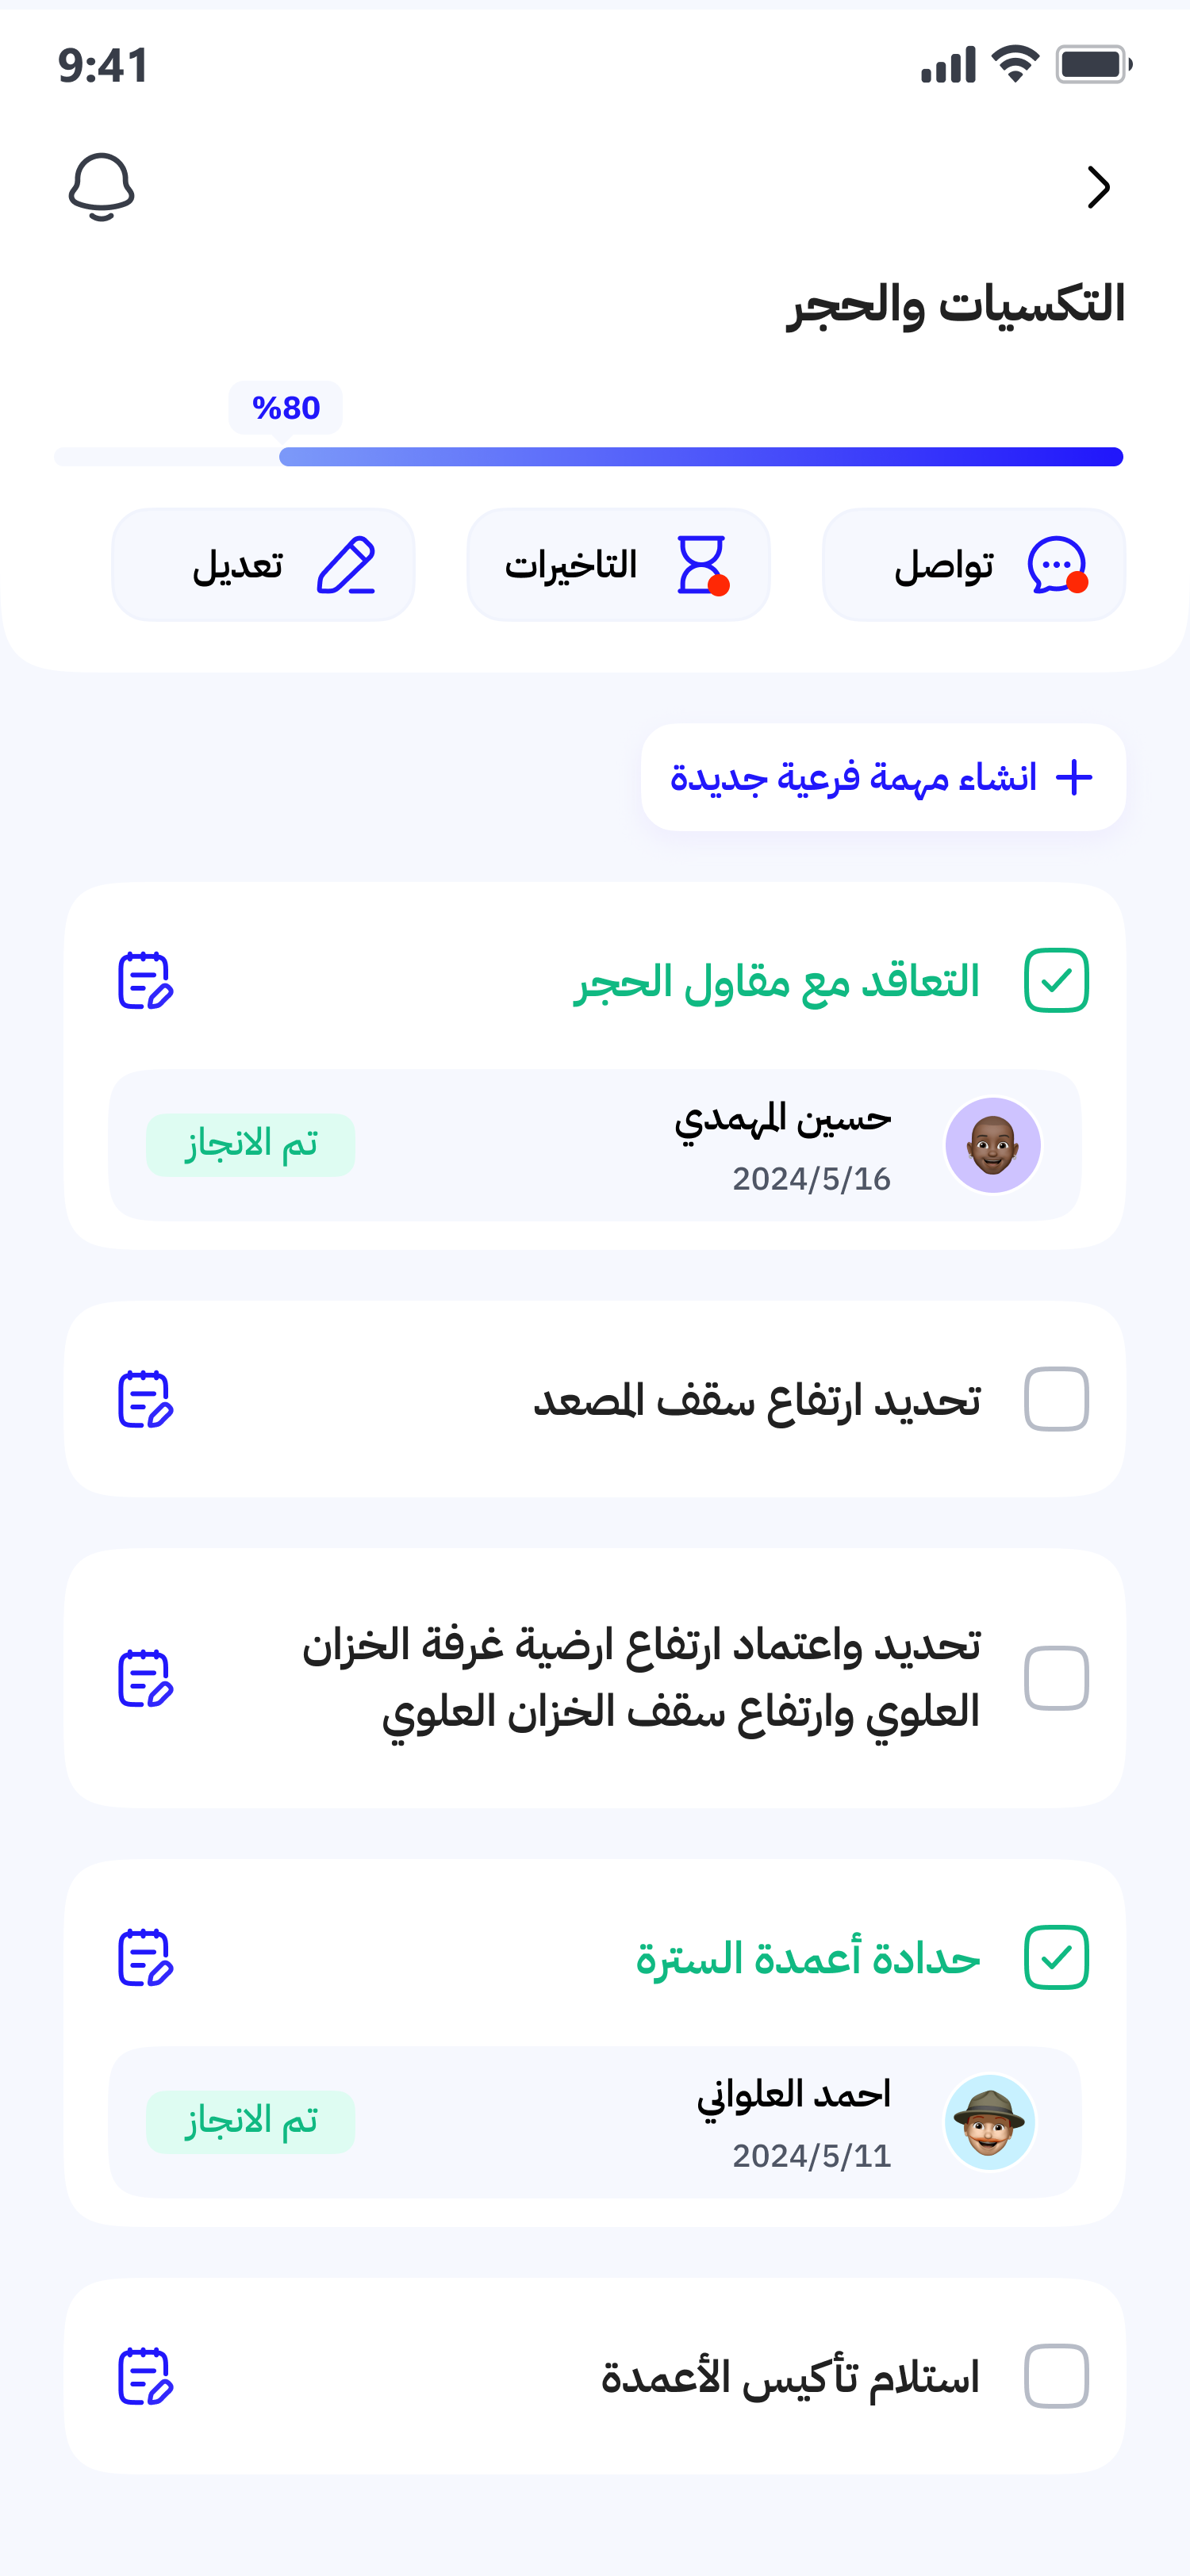 9:41
التكسيات والحجر
%80
تواصل
التاخيرات
تعديل
انشاء مهمة فرعية جديدة
التعاقد مع مقاول الحجر
حسين المهمدي
2024/5/16
تم الانجاز
تحديد ارتفاع سقف المصعد
تحديد واعتماد ارتفاع ارضية غرفة الخزان
العلوي وارتفاع سقف الخزان العلوي
حدادة أعمدة السترة
احمد العلواني
2024/5/11
تم الانجاز
استلام تأكيس الأعمدة